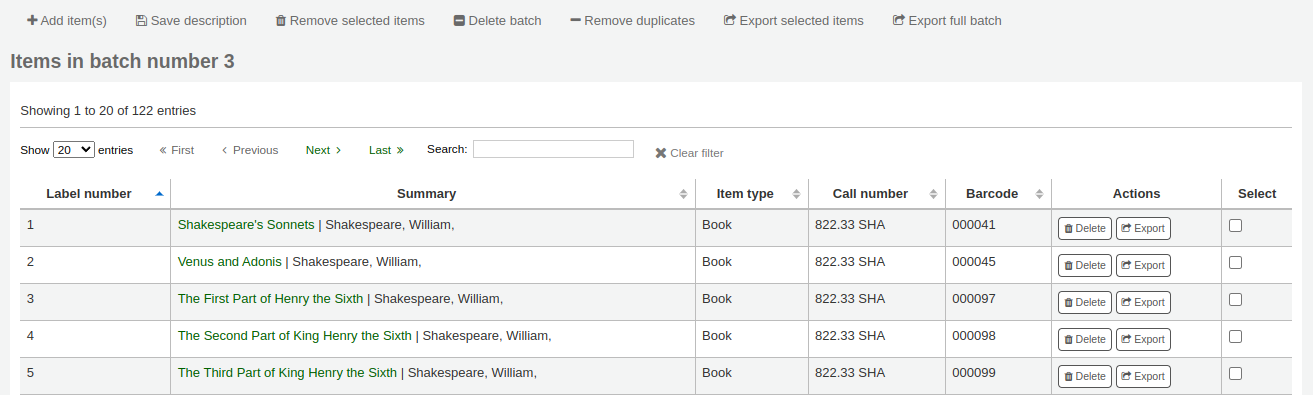 Add item(s) Save description Remove selected items Delete batch Remove duplicates Export selected items Export full batch
Items in batch number 3
Showing 1 to 20 of 122 entries
Show 20 entries « First ‹ Previous Next › Last » Search: Clear filter
Label number Summary Item type Call number Barcode Actions Select
1 Shakespeare's Sonnets | Shakespeare, William, Book 822.33 SHA 000041 Delete Export
2 Venus and Adonis | Shakespeare, William, Book 822.33 SHA 000045 Delete Export
3 The First Part of Henry the Sixth | Shakespeare, William, Book 822.33 SHA 000097 Delete Export
4 The Second Part of King Henry the Sixth | Shakespeare, William, Book 822.33 SHA 000098 Delete Export
5 The Third Part of King Henry the Sixth | Shakespeare, William, Book 822.33 SHA 000099 Delete Export